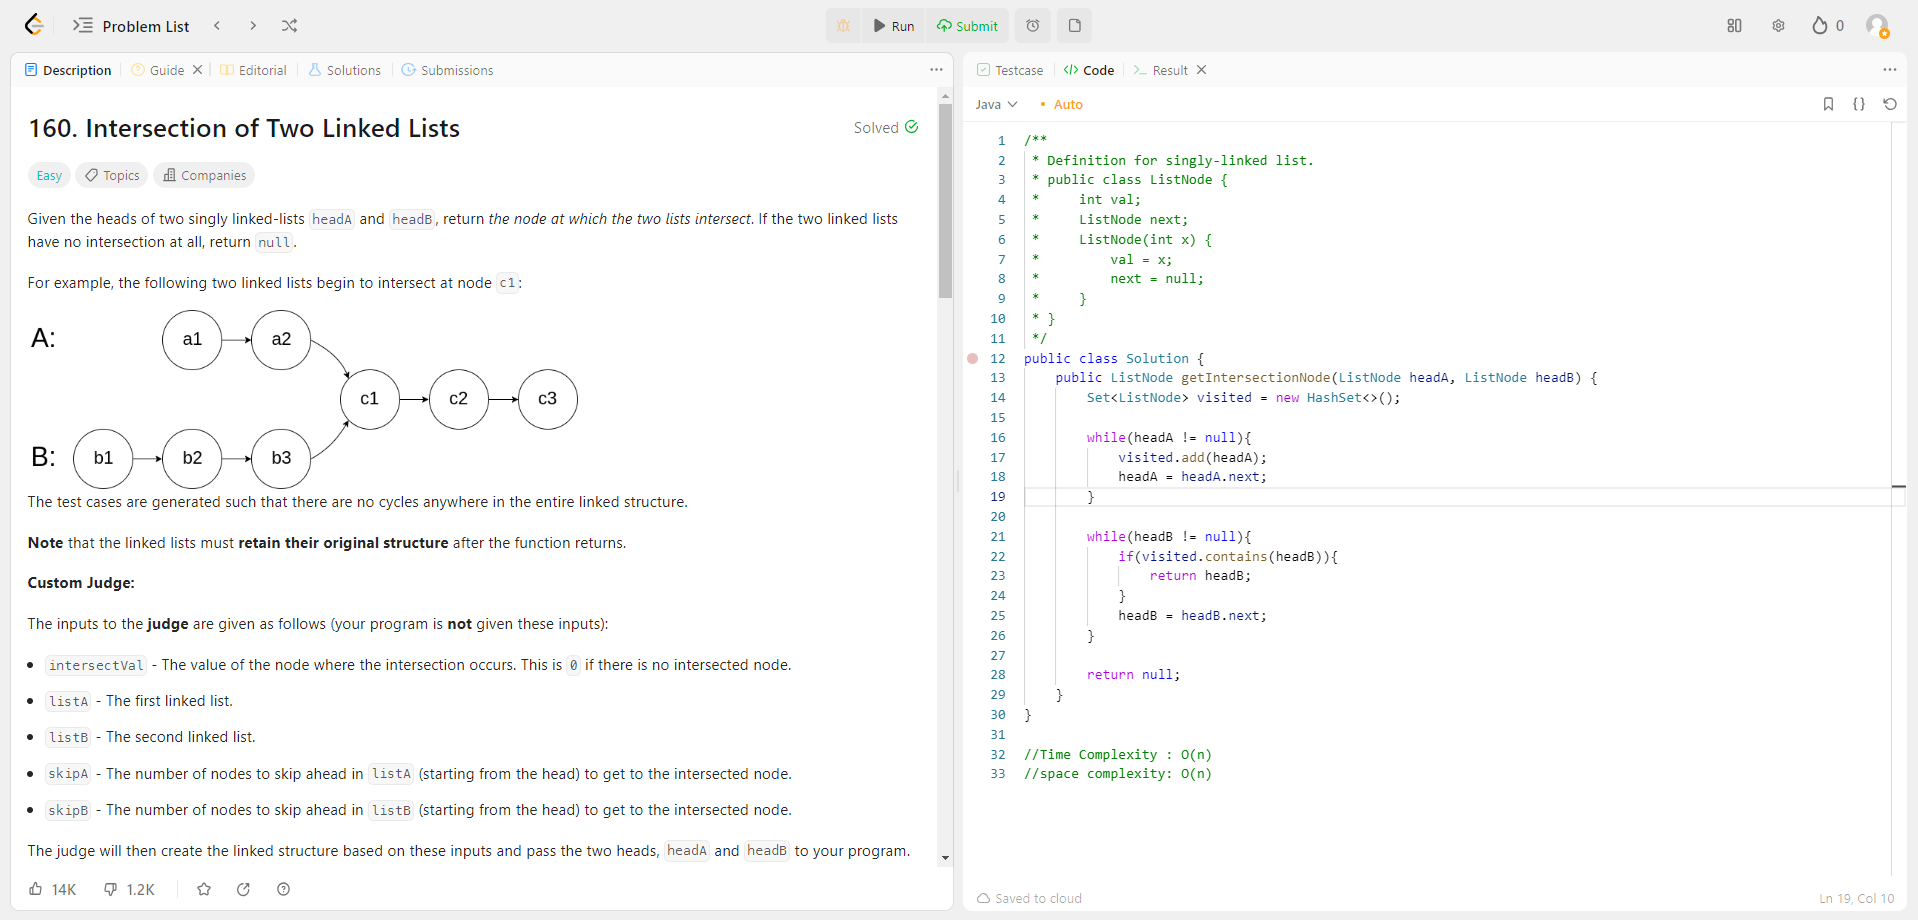 Problem List
Run
Submit
0
Description
Guide
Editorial
Solutions
Submissions
160. Intersection of Two Linked Lists
Solved
Easy
Topics
Companies
Given the heads of two singly linked-lists headA and headB, return the node at which the two lists intersect. If the two linked lists
have no intersection at all, return null.
For example, the following two linked lists begin to intersect at node c1:
A:
a1
a2
c1
c2
c3
B:
b1
b2
b3
The test cases are generated such that there are no cycles anywhere in the entire linked structure.
Note that the linked lists must retain their original structure after the function returns.
Custom Judge:
The inputs to the judge are given as follows (your program is not given these inputs):
• intersectVal - The value of the node where the intersection occurs. This is 0 if there is no intersected node.
• listA - The first linked list.
• listB - The second linked list.
• skipA - The number of nodes to skip ahead in listA (starting from the head) to get to the intersected node.
• skipB - The number of nodes to skip ahead in listB (starting from the head) to get to the intersected node.
The judge will then create the linked structure based on these inputs and pass the two heads, headA and headB to your program.
14K
1.2K
Testcase
</> Code
>_ Result
Java
• Auto
{}
1 /**
2  * Definition for singly-linked list.
3  * public class ListNode {
4  *     int val;
5  *     ListNode next;
6  *     ListNode(int x) {
7  *         val = x;
8  *         next = null;
9  *     }
10  * }
11  */
12 public class Solution {
13     public ListNode getIntersectionNode(ListNode headA, ListNode headB) {
14         Set<ListNode> visited = new HashSet<>();
15
16         while(headA != null){
17             visited.add(headA);
18             headA = headA.next;
19         }
20
21         while(headB != null){
22             if(visited.contains(headB)){
23                 return headB;
24             }
25             headB = headB.next;
26         }
27
28         return null;
29     }
30 }
31
32 //Time Complexity : O(n)
33 //space complexity: O(n)
Saved to cloud
Ln 19, Col 10